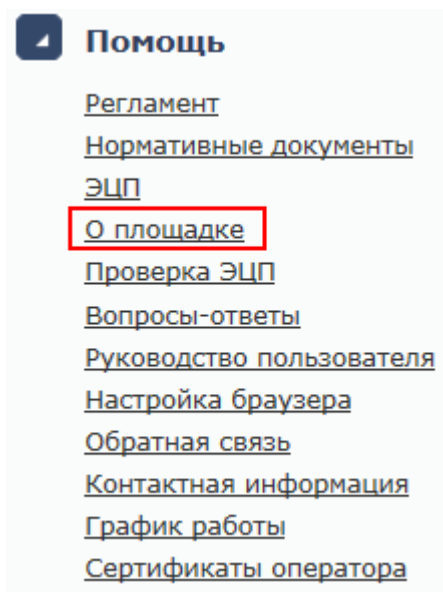 Помощь
Регламент
Нормативные документы
ЭЦП
О площадке
Проверка ЭЦП
Вопросы-ответы
Руководство пользователя
Настройка браузера
Обратная связь
Контактная информация
График работы
Сертификаты оператора